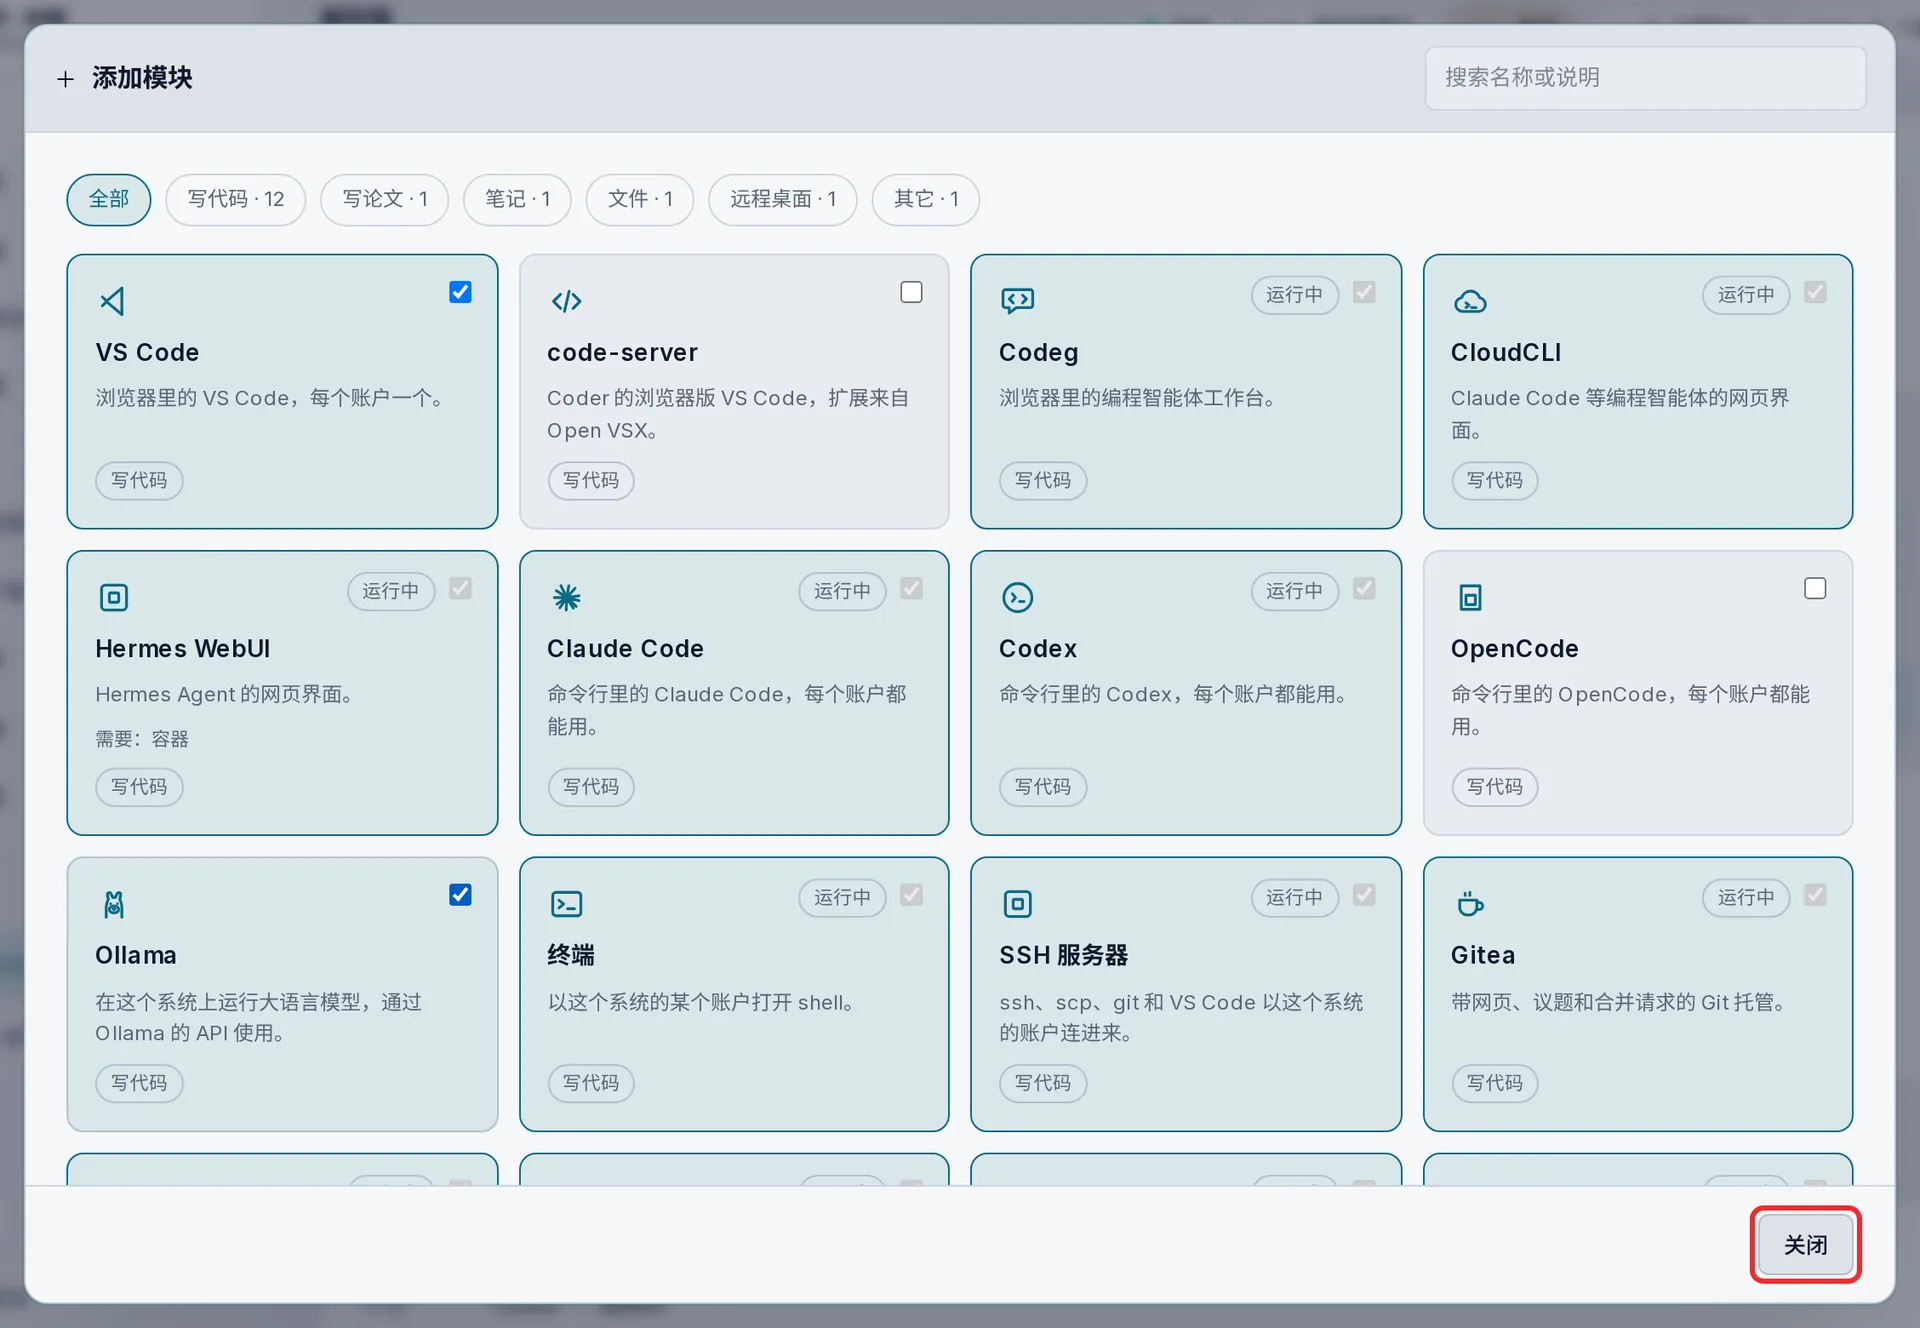 添加模块
搜索名称或说明
全部
写代码 · 12
写论文 · 1
笔记 · 1
文件 · 1
远程桌面 · 1
其它 · 1
VS Code
浏览器里的 VS Code，每个账户一个。
写代码
code-server
Coder 的浏览器版 VS Code，扩展来自
Open VSX。
写代码
运行中
Codeg
浏览器里的编程智能体工作台。
写代码
运行中
CloudCLI
Claude Code 等编程智能体的网页界
面。
写代码
运行中
Hermes WebUI
Hermes Agent 的网页界面。
需要：容器
写代码
运行中
Claude Code
命令行里的 Claude Code，每个账户都
能用。
写代码
运行中
Codex
命令行里的 Codex，每个账户都能用。
写代码
OpenCode
命令行里的 OpenCode，每个账户都能
用。
写代码
Ollama
在这个系统上运行大语言模型，通过
Ollama 的 API 使用。
写代码
运行中
终端
以这个系统的某个账户打开 shell。
写代码
运行中
SSH 服务器
ssh、scp、git 和 VS Code 以这个系统
的账户连进来。
写代码
运行中
Gitea
带网页、议题和合并请求的 Git 托管。
写代码
关闭